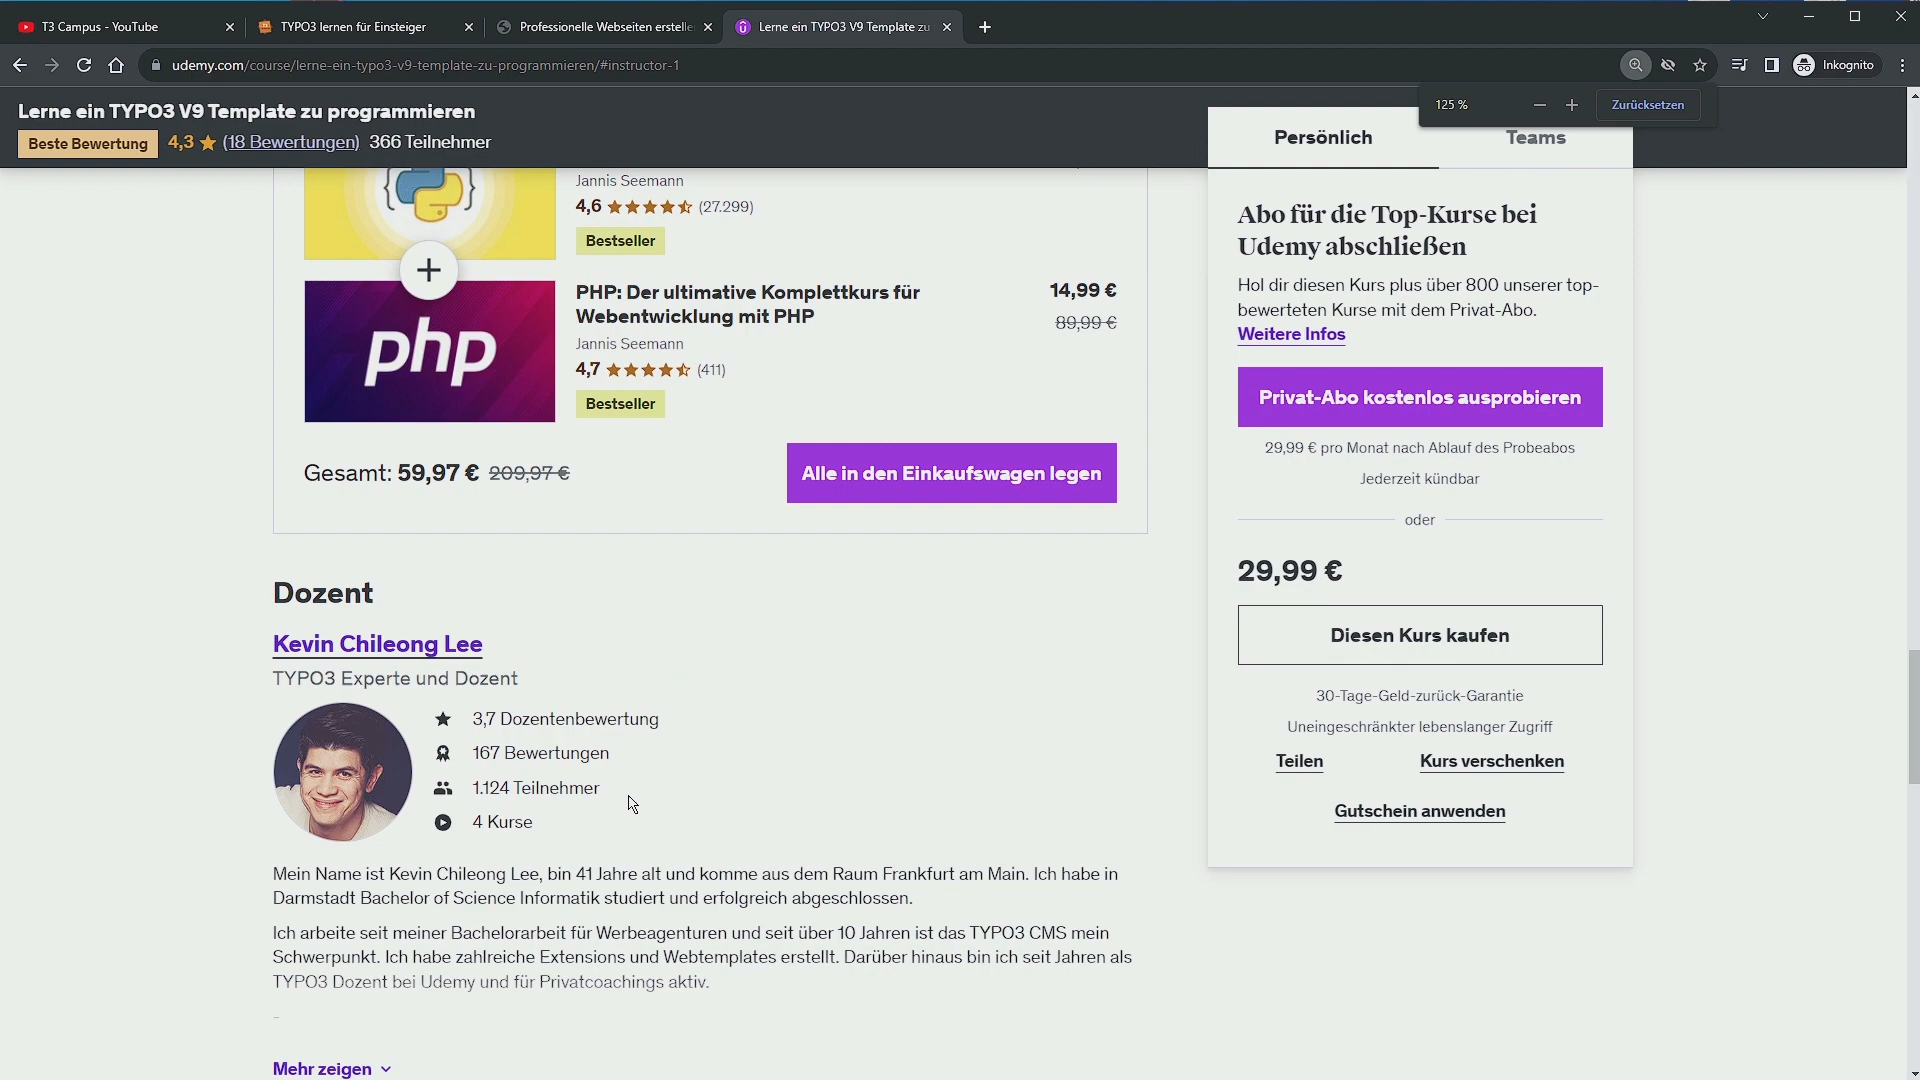 T3 Campus - YouTube
TYPO3 lernen für Einsteiger
Professionelle Webseiten erstelle
Lerne ein TYPO3 V9 Template zu
udemy.com/course/lerne-ein-typo3-v9-template-zu-programmieren/#instructor-1
Inkognito
125 %
Zurücksetzen
Lerne ein TYPO3 V9 Template zu programmieren
Beste Bewertung 4,3 (18 Bewertungen) 366 Teilnehmer
Jannis Seemann
4,6 (27.299)
Bestseller
php
PHP: Der ultimative Komplettkurs für
Webentwicklung mit PHP
14,99 €
89,99 €
Jannis Seemann
4,7 (411)
Bestseller
Gesamt: 59,97 € 209,97 €
Alle in den Einkaufswagen legen
Dozent
Kevin Chileong Lee
TYPO3 Experte und Dozent
3,7 Dozentenbewertung
167 Bewertungen
1.124 Teilnehmer
4 Kurse
Mein Name ist Kevin Chileong Lee, bin 41 Jahre alt und komme aus dem Raum Frankfurt am Main. Ich habe in
Darmstadt Bachelor of Science Informatik studiert und erfolgreich abgeschlossen.
Ich arbeite seit meiner Bachelorarbeit für Werbeagenturen und seit über 10 Jahren ist das TYPO3 CMS mein
Schwerpunkt. Ich habe zahlreiche Extensions und Webtemplates erstellt. Darüber hinaus bin ich seit Jahren als
TYPO3 Dozent bei Udemy und für Privatcoachings aktiv.
–
Mehr zeigen
Persönlich
Teams
Abo für die Top-Kurse bei
Udemy abschließen
Hol dir diesen Kurs plus über 800 unserer top-
bewerteten Kurse mit dem Privat-Abo.
Weitere Infos
Privat-Abo kostenlos ausprobieren
29,99 € pro Monat nach Ablauf des Probeabos
Jederzeit kündbar
oder
29,99 €
Diesen Kurs kaufen
30-Tage-Geld-zurück-Garantie
Uneingeschränkter lebenslanger Zugriff
Teilen
Kurs verschenken
Gutschein anwenden